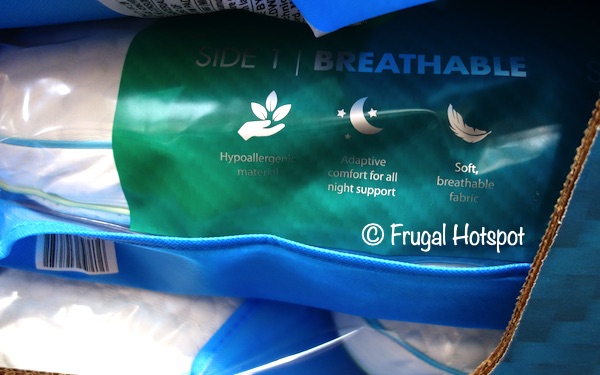 SIDE 1 | BREATHABLE
Hypoallergenic
material
Adaptive
comfort for all
night support
Soft,
breathable
fabric
© Frugal Hotspot